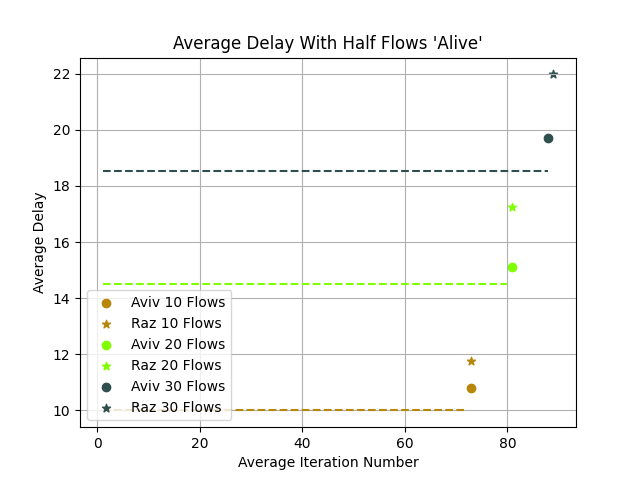 Average Delay With Half Flows 'Alive'
22
20
18
16
14
12
10
Average Delay
Aviv 10 Flows
Raz 10 Flows
Aviv 20 Flows
Raz 20 Flows
Aviv 30 Flows
Raz 30 Flows
0 20 40 60 80
Average Iteration Number